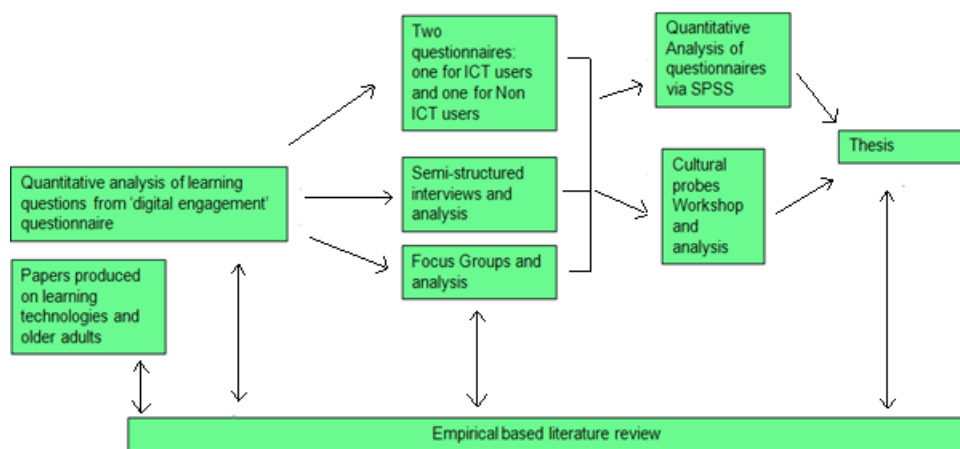 Two
questionnaires:
one for ICT users
and one for Non
ICT users
Quantitative
Analysis of
questionnaires
via SPSS
Thesis
Quantitative analysis of learning
questions from 'digital engagement'
questionnaire
Semi-structured
interviews and
analysis
Cultural
probes
Workshop
and
analysis
Focus Groups and
analysis
Papers produced
on learning
technologies and
older adults
Empirical based literature review